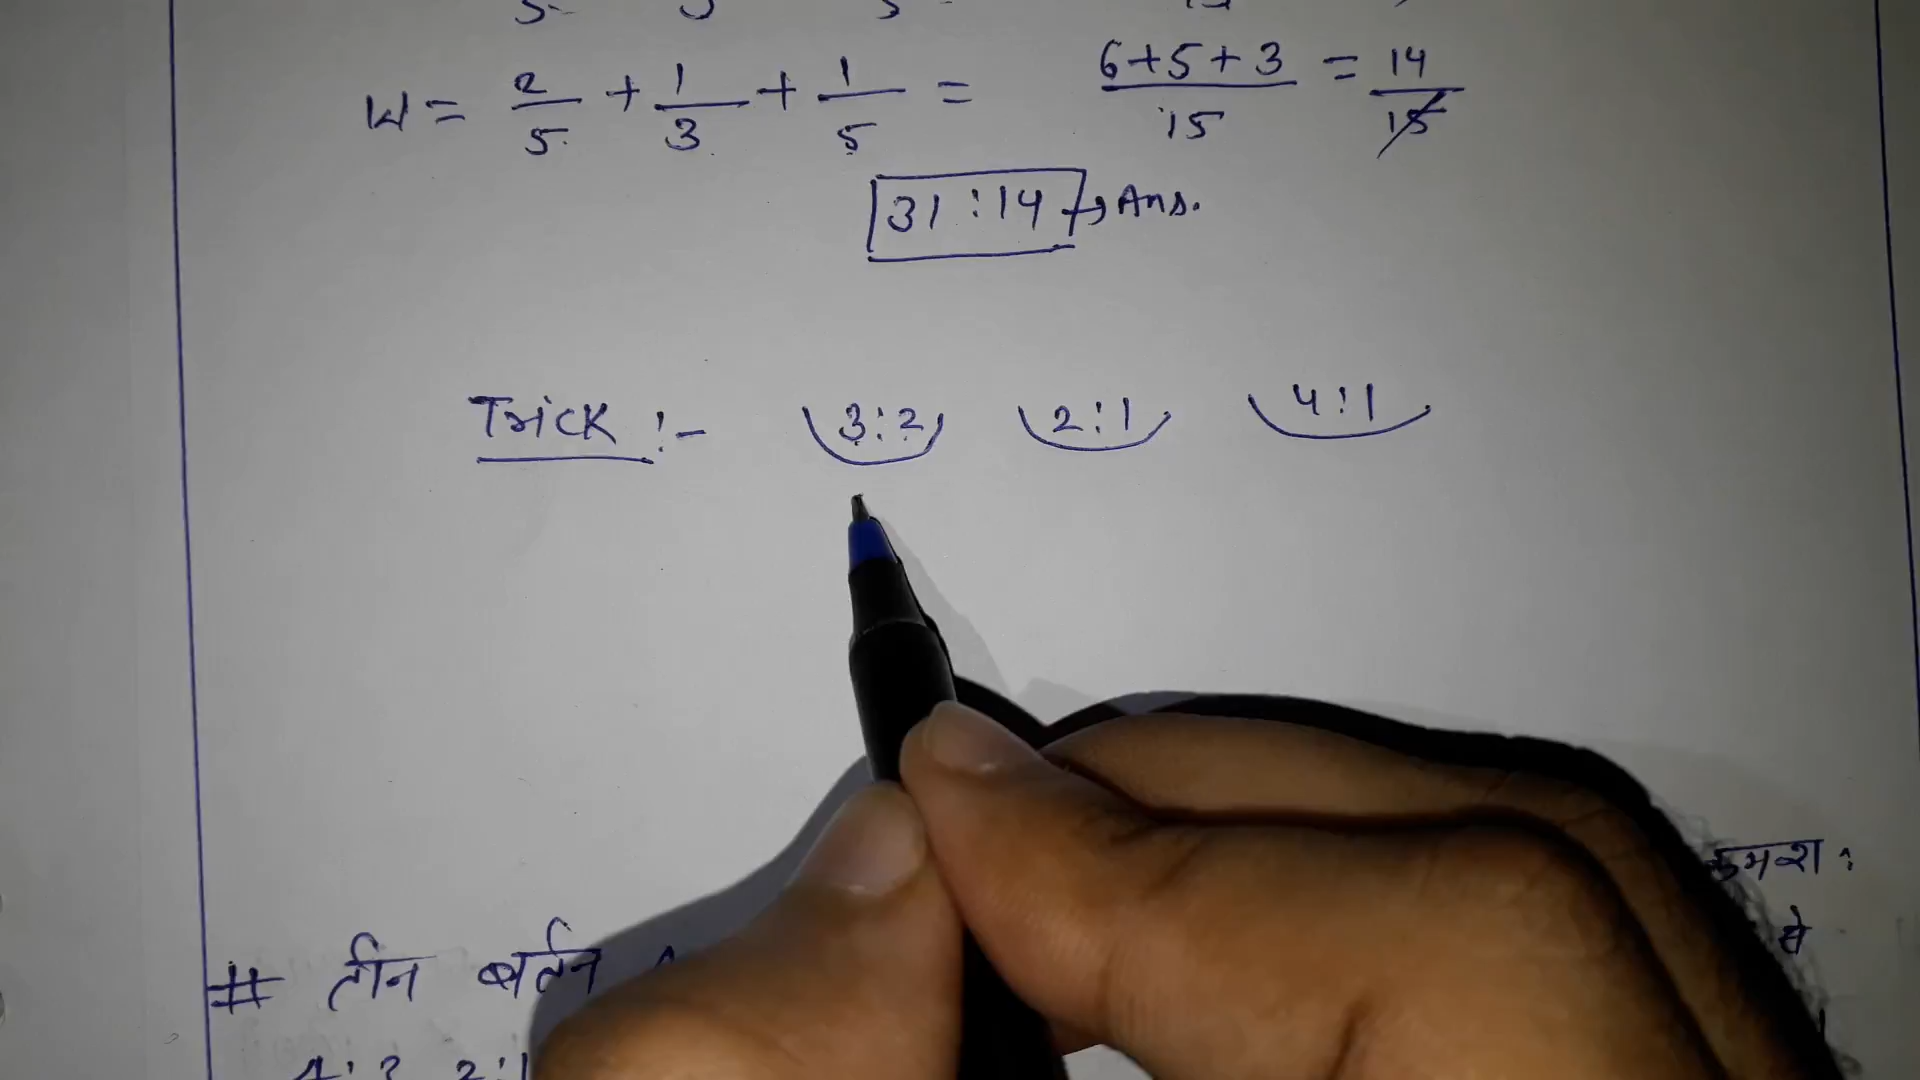 W = 2/5 + 1/3 + 1/5 = 6+5+3/15 = 14/15
31:14 → Ans.
Trick :- 3:2 2:1 4:1
क्रमश:
# तीन बर्तन
से